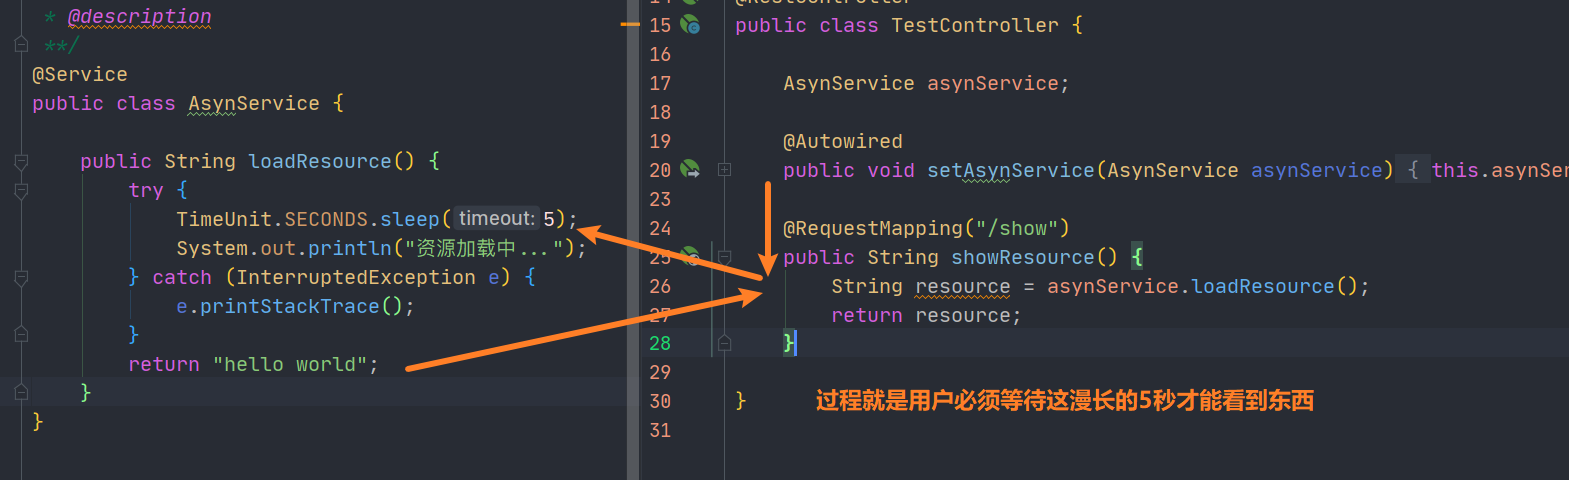 * @description
**/
@Service
public class AsynService {
public String loadResource() {
try {
TimeUnit.SECONDS.sleep( timeout: 5);
System.out.println("资源加载中...");
} catch (InterruptedException e) {
e.printStackTrace();
}
return "hello world";
}
}
15 public class TestController {
16
17 AsynService asynService;
18
19 @Autowired
20 public void setAsynService(AsynService asynService) { this.asynSer
23
24 @RequestMapping("/show")
25 public String showResource() {
26 String resource = asynService.loadResource();
27 return resource;
28 }
29
30 }
31
过程就是用户必须等待这漫长的5秒才能看到东西